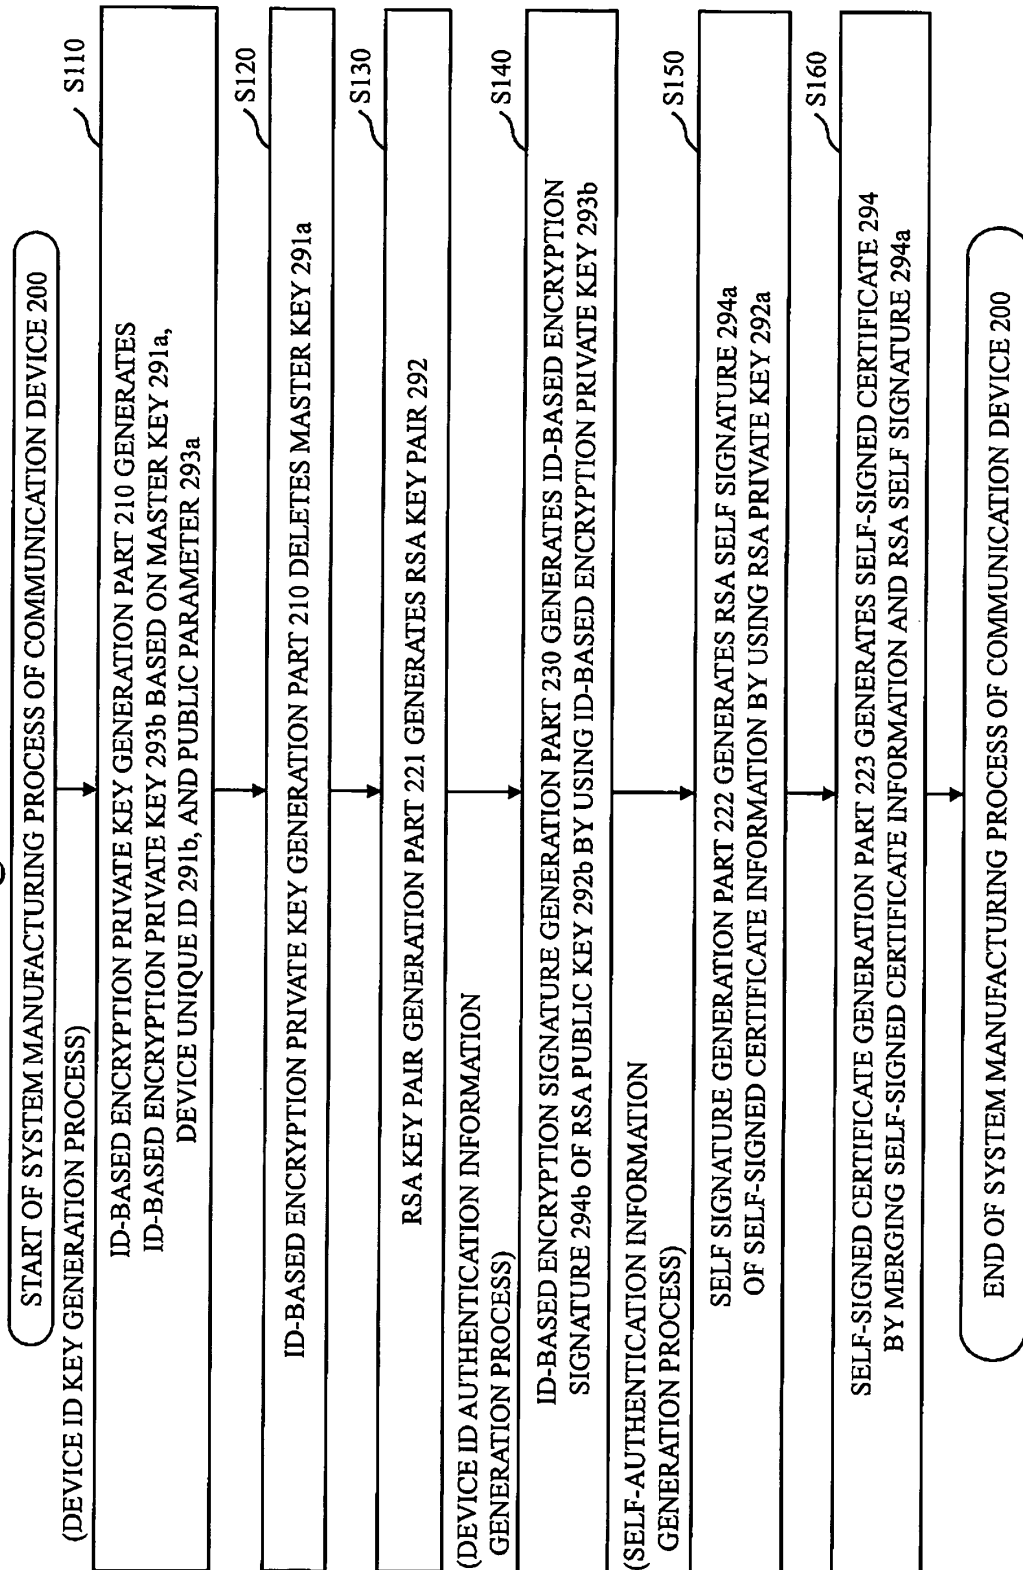 START OF SYSTEM MANUFACTURING PROCESS OF COMMUNICATION DEVICE 200
(DEVICE ID KEY GENERATION PROCESS)
S110
ID-BASED ENCRYPTION PRIVATE KEY GENERATION PART 210 GENERATES
ID-BASED ENCRYPTION PRIVATE KEY 293b BASED ON MASTER KEY 291a,
DEVICE UNIQUE ID 291b, AND PUBLIC PARAMETER 293a
S120
ID-BASED ENCRYPTION PRIVATE KEY GENERATION PART 210 DELETES MASTER KEY 291a
S130
RSA KEY PAIR GENERATION PART 221 GENERATES RSA KEY PAIR 292
(DEVICE ID AUTHENTICATION INFORMATION
GENERATION PROCESS)
S140
ID-BASED ENCRYPTION SIGNATURE GENERATION PART 230 GENERATES ID-BASED ENCRYPTION
SIGNATURE 294b OF RSA PUBLIC KEY 292b BY USING ID-BASED ENCRYPTION PRIVATE KEY 293b
(SELF-AUTHENTICATION INFORMATION
GENERATION PROCESS)
S150
SELF SIGNATURE GENERATION PART 222 GENERATES RSA SELF SIGNATURE 294a
OF SELF-SIGNED CERTIFICATE INFORMATION BY USING RSA PRIVATE KEY 292a
S160
SELF-SIGNED CERTIFICATE GENERATION PART 223 GENERATES SELF-SIGNED CERTIFICATE 294
BY MERGING SELF-SIGNED CERTIFICATE INFORMATION AND RSA SELF SIGNATURE 294a
END OF SYSTEM MANUFACTURING PROCESS OF COMMUNICATION DEVICE 200